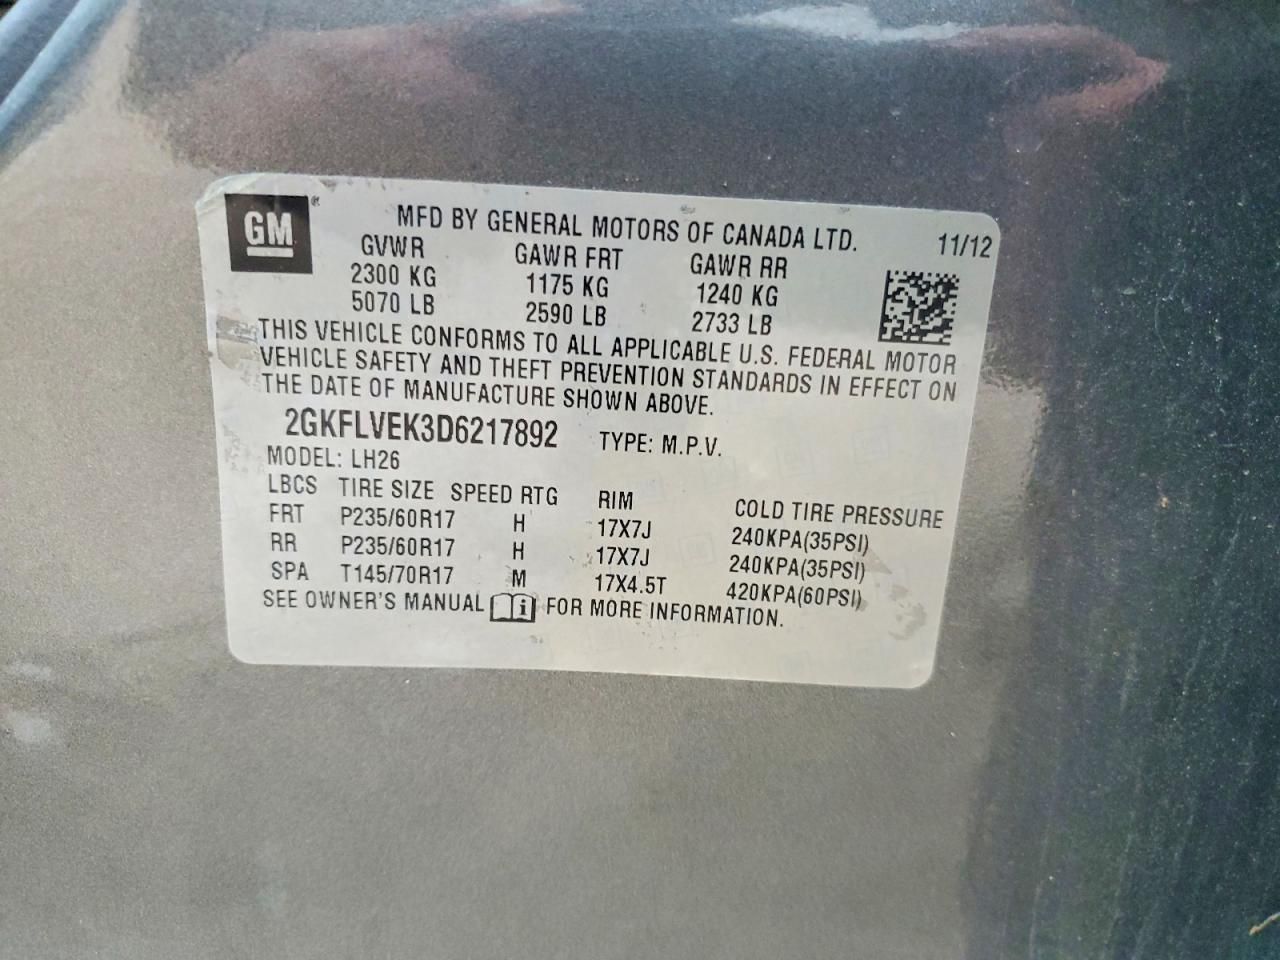 GM ®
MFD BY GENERAL MOTORS OF CANADA LTD. 11/12
GVWR GAWR FRT GAWR RR
2300 KG 1175 KG 1240 KG
5070 LB 2590 LB 2733 LB
THIS VEHICLE CONFORMS TO ALL APPLICABLE U.S. FEDERAL MOTOR
VEHICLE SAFETY AND THEFT PREVENTION STANDARDS IN EFFECT ON
THE DATE OF MANUFACTURE SHOWN ABOVE.
2GKFLVEK3D6217892 TYPE: M.P.V.
MODEL: LH26
LBCS TIRE SIZE SPEED RTG RIM COLD TIRE PRESSURE
FRT P235/60R17 H 17X7J 240KPA(35PSI)
RR P235/60R17 H 17X7J 240KPA(35PSI)
SPA T145/70R17 M 17X4.5T 420KPA(60PSI)
SEE OWNER'S MANUAL i FOR MORE INFORMATION.